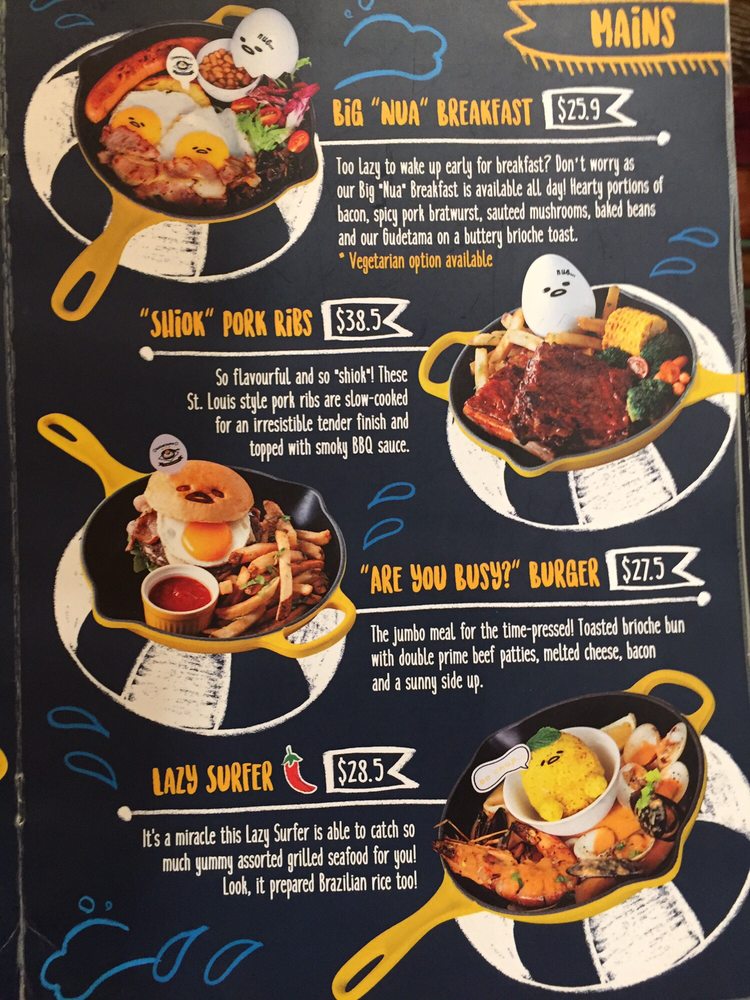 MAINS
nua...
BIG "NUA" BREAKFAST $25.9
Too lazy to wake up early for breakfast? Don't worry as
our Big "Nua" Breakfast is available all day! Hearty portions of
bacon, spicy pork bratwurst, sauteed mushrooms, baked beans
and our Gudetama on a buttery brioche toast.
* Vegetarian option available
nua...
"SHIOK" PORK RIBS $38.5
So flavourful and so "shiok"! These
St. Louis style pork ribs are slow-cooked
for an irresistible tender finish and
topped with smoky BBQ sauce.
"ARE YOU BUSY?" BURGER $27.5
The jumbo meal for the time-pressed! Toasted brioche bun
with double prime beef patties, melted cheese, bacon
and a sunny side up.
LAZY SURFER $28.5
It's a miracle this Lazy Surfer is able to catch so
much yummy assorted grilled seafood for you!
Look, it prepared Brazilian rice too!